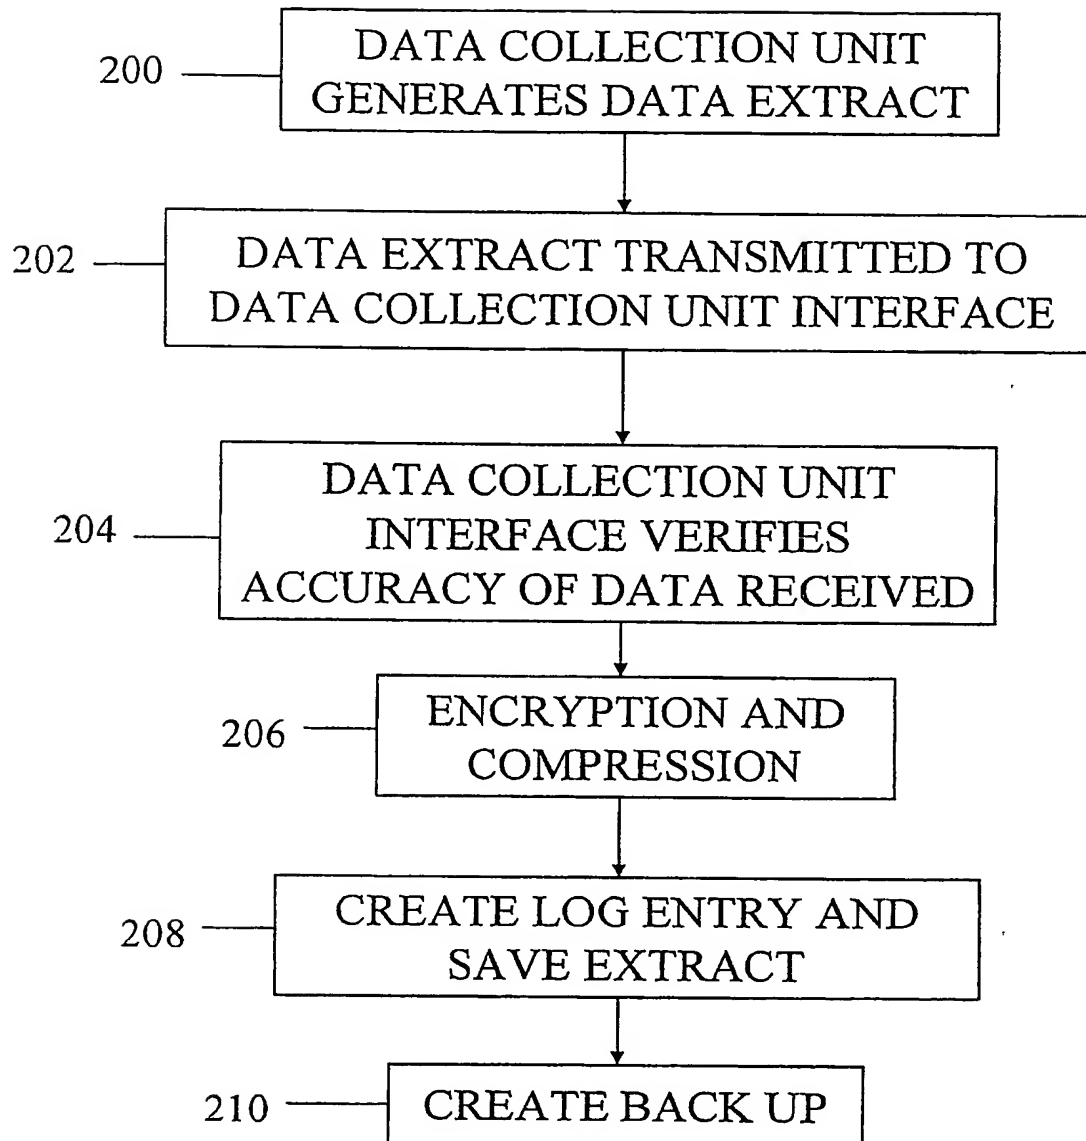 200
DATA COLLECTION UNIT
GENERATES DATA EXTRACT
202
DATA EXTRACT TRANSMITTED TO
DATA COLLECTION UNIT INTERFACE
204
DATA COLLECTION UNIT
INTERFACE VERIFIES
ACCURACY OF DATA RECEIVED
206
ENCRYPTION AND
COMPRESSION
208
CREATE LOG ENTRY AND
SAVE EXTRACT
210
CREATE BACK UP